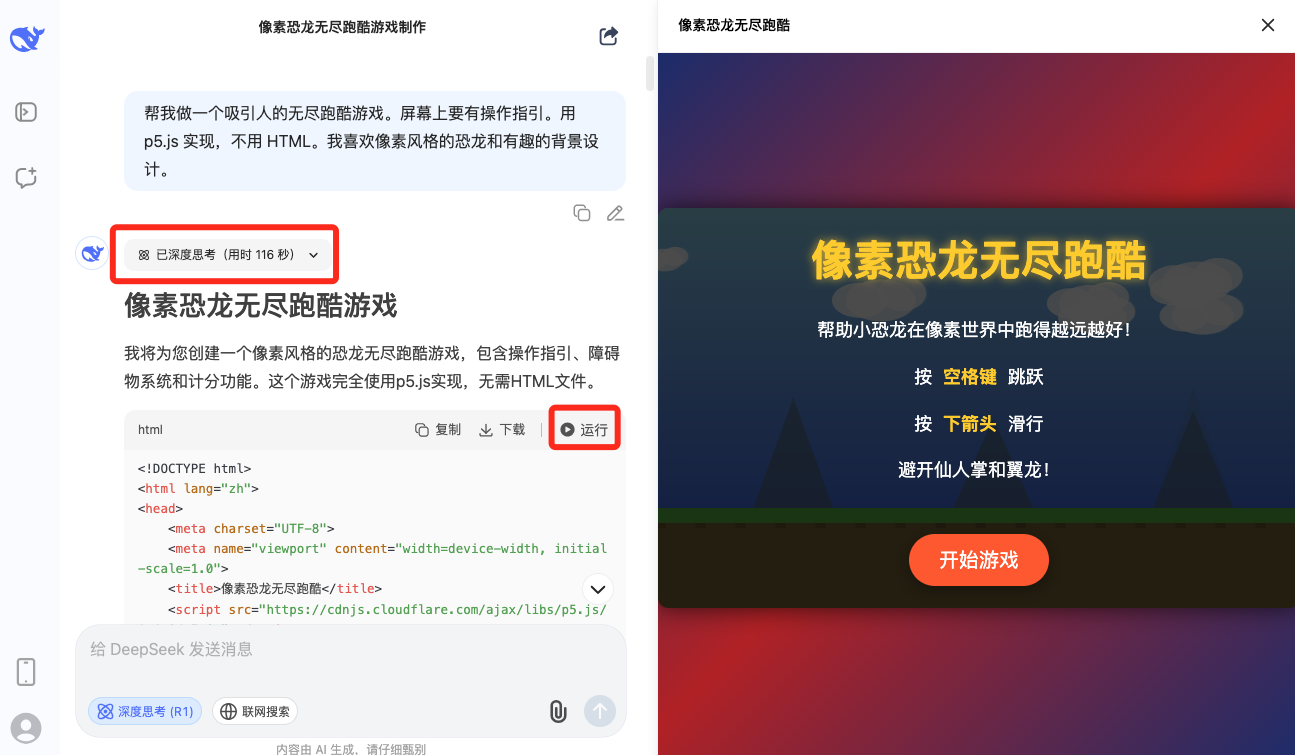 像素恐龙无尽跑酷游戏制作
帮我做一个吸引人的无尽跑酷游戏。屏幕上要有操作指引。用
p5.js 实现，不用 HTML。我喜欢像素风格的恐龙和有趣的背景设
计。
已深度思考（用时 116 秒）
像素恐龙无尽跑酷游戏
我将为您创建一个像素风格的恐龙无尽跑酷游戏，包含操作指引、障碍
物系统和计分功能。这个游戏完全使用p5.js实现，无需HTML文件。
html 复制 下载 运行
<!DOCTYPE html>
<html lang="zh">
<head>
<meta charset="UTF-8">
<meta name="viewport" content="width=device-width, initial
-scale=1.0">
<title>像素恐龙无尽跑酷</title>
<script src="https://cdnjs.cloudflare.com/ajax/libs/p5.js/
给 DeepSeek 发送消息
深度思考 (R1) 联网搜索
内容由 AI 生成，请仔细甄别
像素恐龙无尽跑酷
像素恐龙无尽跑酷
帮助小恐龙在像素世界中跑得越远越好！
按 空格键 跳跃
按 下箭头 滑行
避开仙人掌和翼龙！
开始游戏